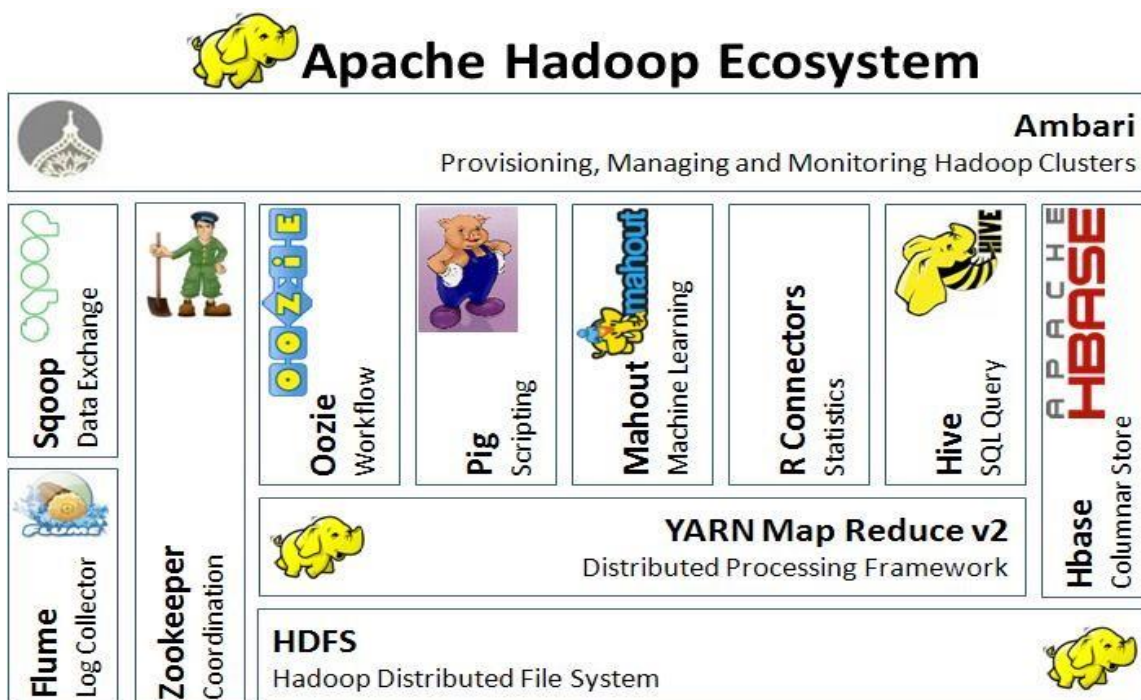 Apache Hadoop Ecosystem
Ambari
Provisioning, Managing and Monitoring Hadoop Clusters
sqoop
Sqoop
Data Exchange
FLUME
Flume
Log Collector
Zookeeper
Coordination
OOZIE
Oozie
Workflow
Pig
Scripting
mahout
Mahout
Machine Learning
R Connectors
Statistics
HIVE
Hive
SQL Query
APACHE
HBASE
Hbase
Columnar Store
YARN Map Reduce v2
Distributed Processing Framework
HDFS
Hadoop Distributed File System